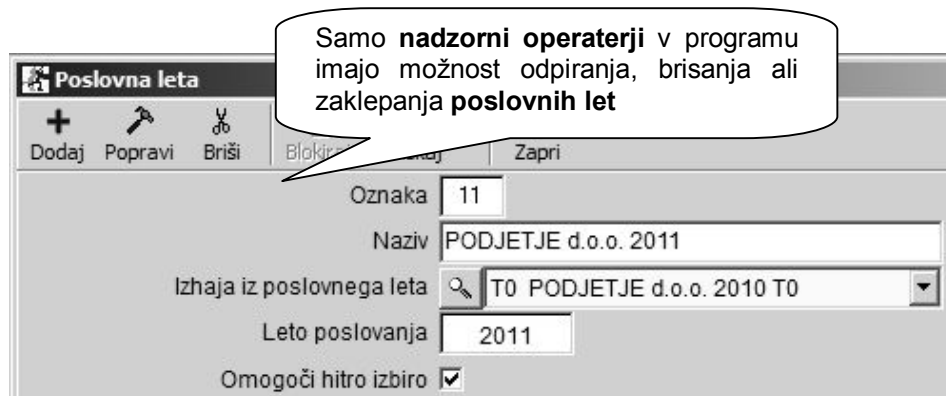 Samo nadzorni operaterji v programu
imajo možnost odpiranja, brisanja ali
zaklepanja poslovnih let
Poslovna leta
Dodaj Popravi Briši Zapri
Oznaka 11
Naziv PODJETJE d.o.o. 2011
Izhaja iz poslovnega leta T0 PODJETJE d.o.o. 2010 T0
Leto poslovanja 2011
Omogoči hitro izbiro